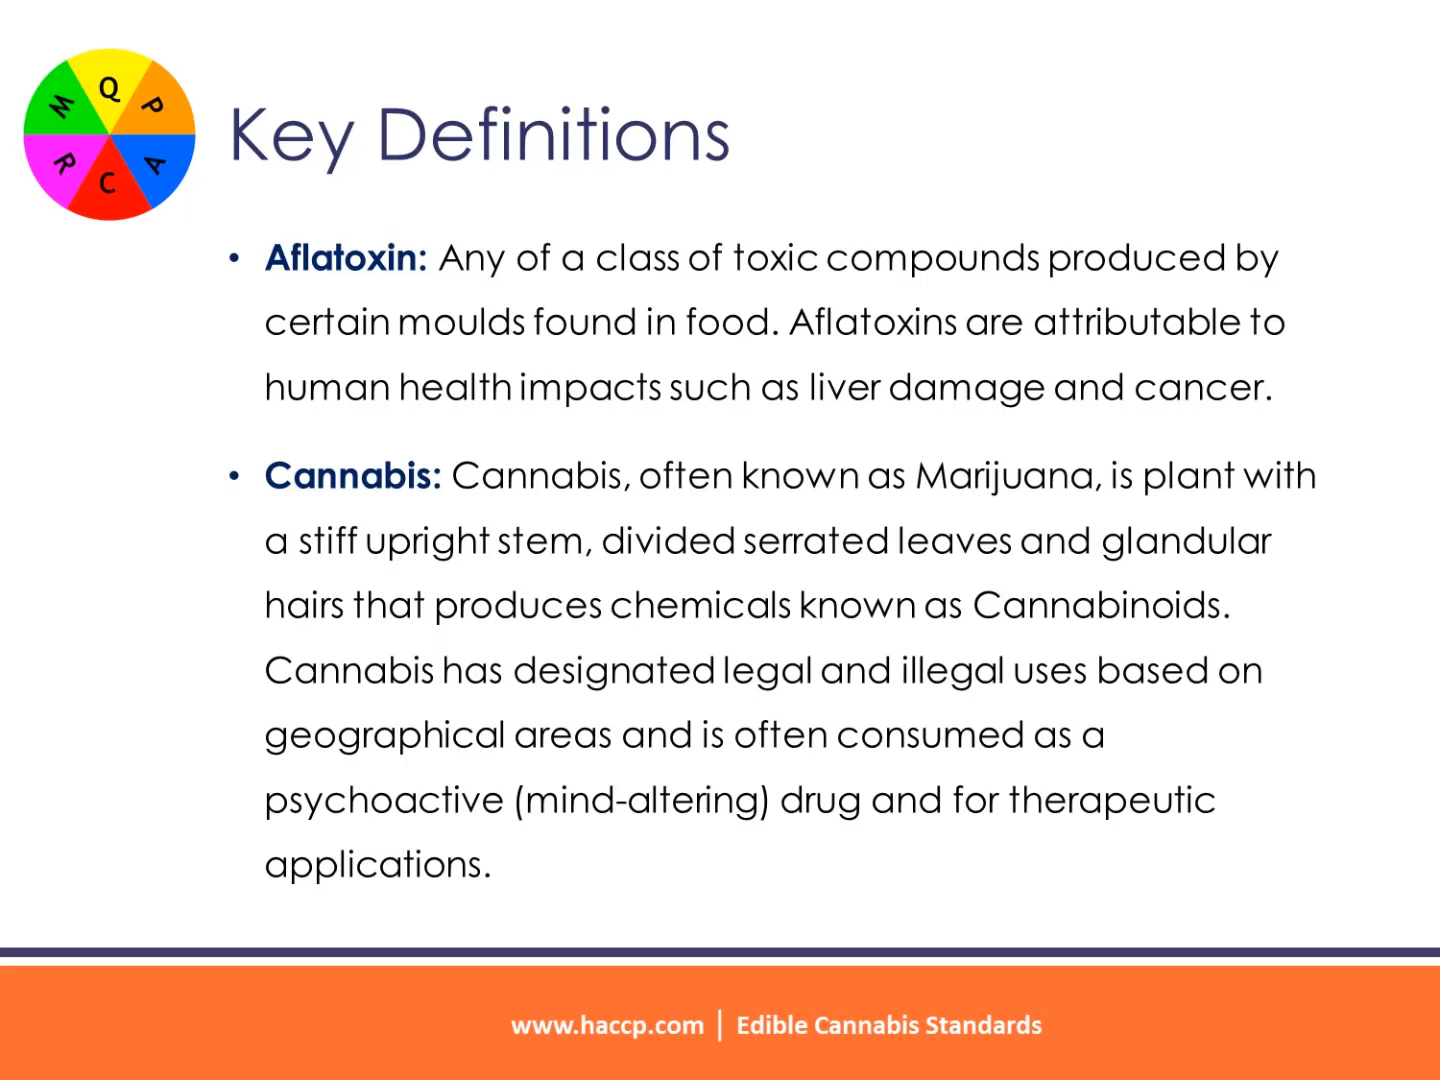 Q
P
A
C
R
M
Key Definitions
• Aflatoxin: Any of a class of toxic compounds produced by
certain moulds found in food. Aflatoxins are attributable to
human health impacts such as liver damage and cancer.
• Cannabis: Cannabis, often known as Marijuana, is plant with
a stiff upright stem, divided serrated leaves and glandular
hairs that produces chemicals known as Cannabinoids.
Cannabis has designated legal and illegal uses based on
geographical areas and is often consumed as a
psychoactive (mind-altering) drug and for therapeutic
applications.
www.haccp.com | Edible Cannabis Standards